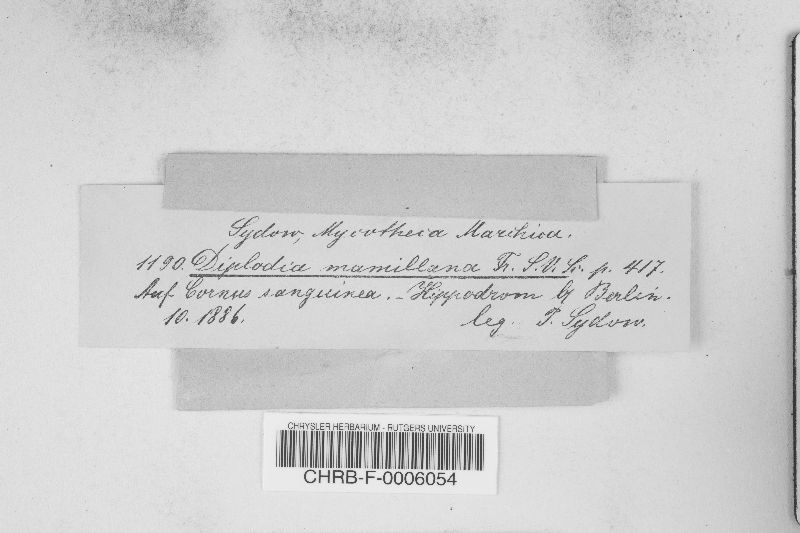 Sydow, Mycotheca Marchica.
1190. Diplodia mamillana Fr. S. V. Sc. p. 417.
Auf Cornus sanguinea. – Hippodrom b/ Berlin.
10. 1886. leg. P. Sydow.
CHRYSLER HERBARIUM - RUTGERS UNIVERSITY
CHRB-F-0006054